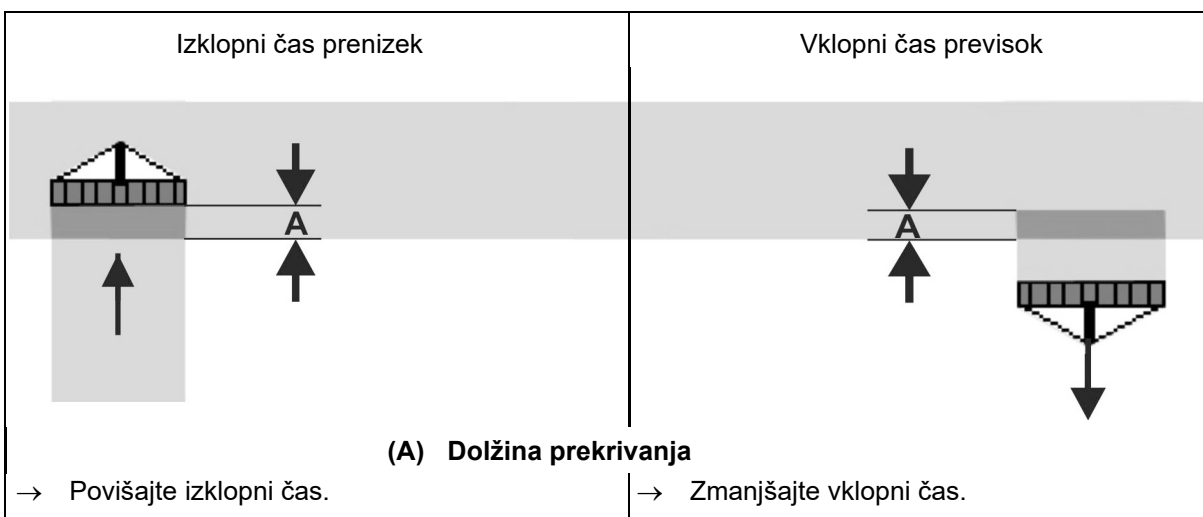 Izklopni čas prenizek
Vklopni čas previsok
A
A
(A) Dolžina prekrivanja
→ Povišajte izklopni čas.
→ Zmanjšajte vklopni čas.